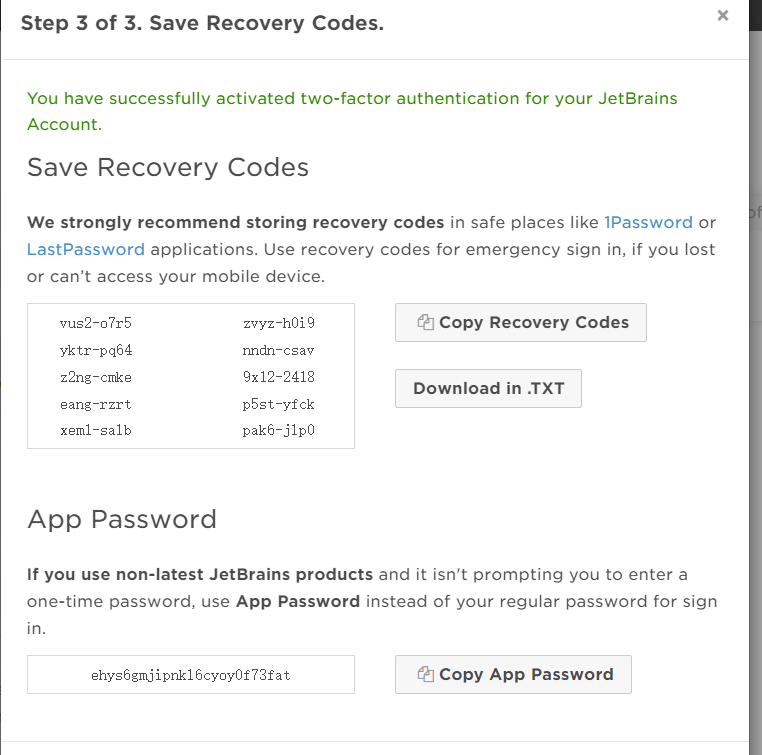 Step 3 of 3. Save Recovery Codes.
×
You have successfully activated two-factor authentication for your JetBrains
Account.
Save Recovery Codes
We strongly recommend storing recovery codes in safe places like 1Password or
LastPassword applications. Use recovery codes for emergency sign in, if you lost
or can’t access your mobile device.
vus2-o7r5 zvyz-h0i9
yktr-pq64 nndn-csav
z2ng-cmke 9x12-2418
eang-rzrt p5st-yfck
xeml-salb pak6-jlp0
Copy Recovery Codes
Download in .TXT
App Password
If you use non-latest JetBrains products and it isn't prompting you to enter a
one-time password, use App Password instead of your regular password for sign
in.
ehys6gmjipnkl6cyoy0f73fat
Copy App Password